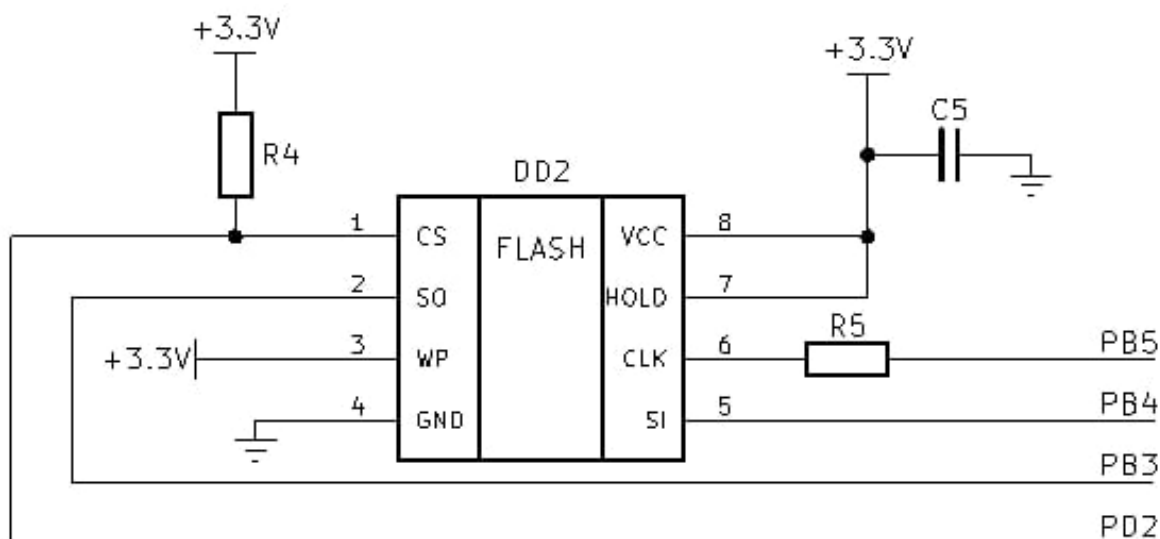 +3.3V
+3.3V
C5
R4
DD2
1 CS FLASH VCC 8
2 SO HOLD 7
R5
+3.3V 3 WP CLK 6 PB5
4 GND SI 5 PB4
PB3
PD2